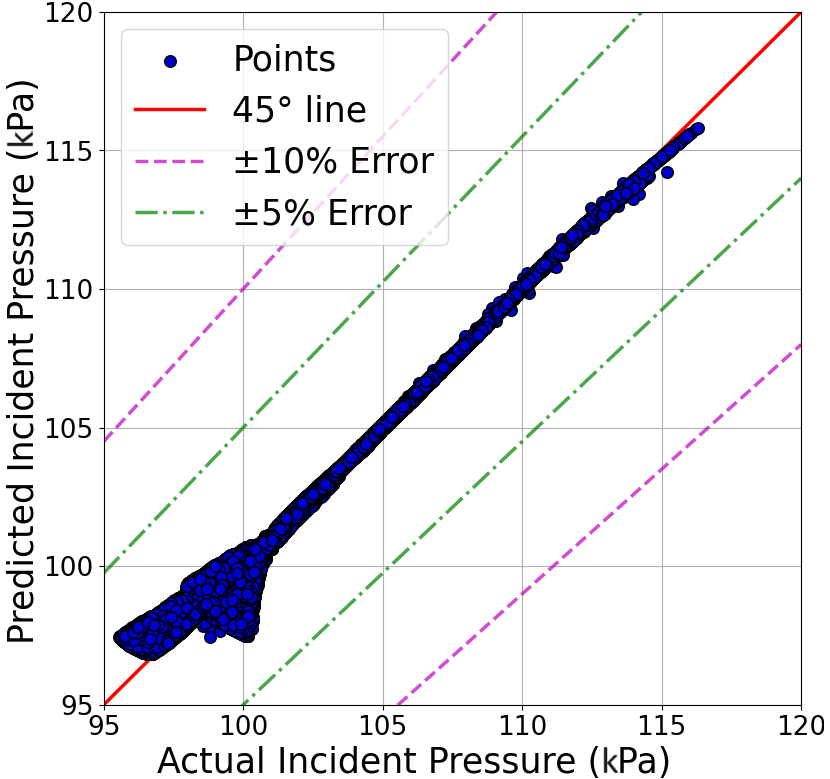 Points
45° line
±10% Error
±5% Error
Predicted Incident Pressure (kPa)
120
115
110
105
100
95
95 100 105 110 115 120
Actual Incident Pressure (kPa)